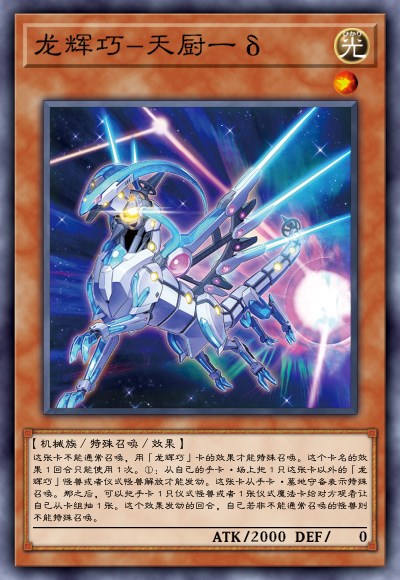 龙辉巧-天厨一δ
ひかり
光
【机械族/特殊召唤/效果】
这张卡不能通常召唤，用「龙辉巧」卡的效果才能特殊召唤。这个卡名的效
果1回合只能使用1次。①：从自己的手卡·场上把1只这张卡以外的「龙
辉巧」怪兽或者仪式怪兽解放才能发动。这张卡从手卡·墓地守备表示特殊
召唤。那之后，可以把手卡1只仪式怪兽或者1张仪式魔法卡给对方观看让
自己从卡组抽1张。这个效果发动的回合，自己若非不能通常召唤的怪兽则
不能特殊召唤。
ATK/2000 DEF/ 0